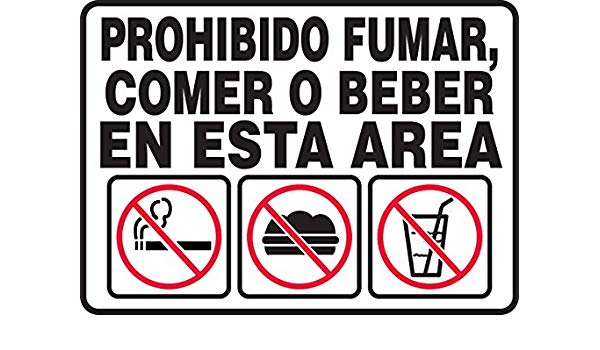 PROHIBIDO FUMAR,
COMER O BEBER
EN ESTA AREA